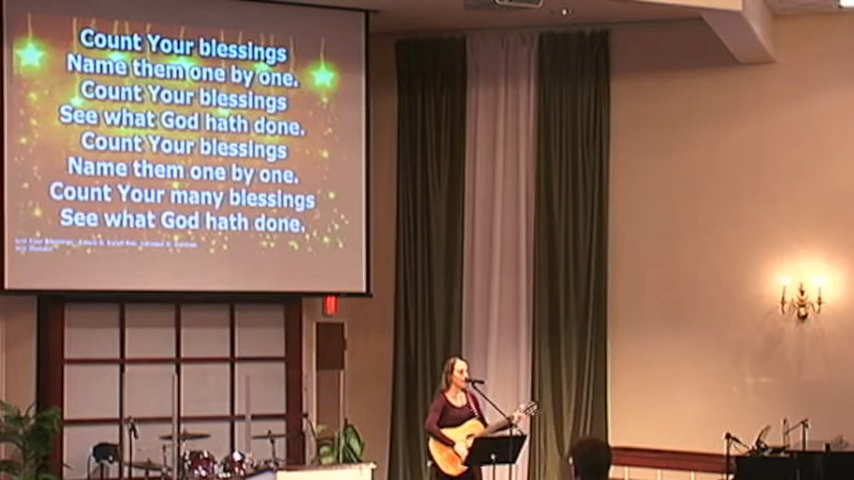 Count Your blessings
Name them one by one.
Count Your blessings
See what God hath done.
Count Your blessings
Name them one by one.
Count Your many blessings
See what God hath done.